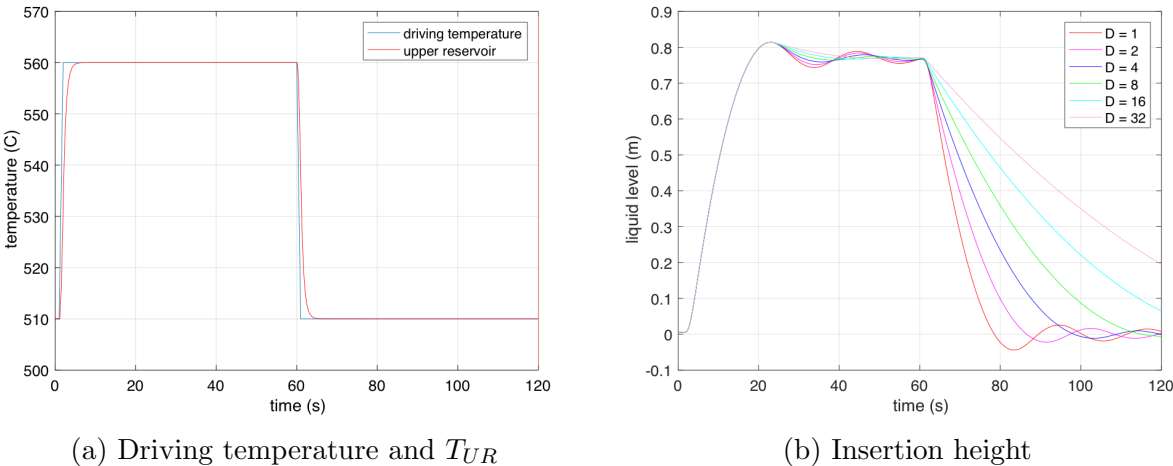 570
560
550
540
530
520
510
500
temperature (C)
0 20 40 60 80 100 120
time (s)
driving temperature
upper reservoir
(a) Driving temperature and T_{UR}
0.9
0.8
0.7
0.6
0.5
0.4
0.3
0.2
0.1
0
-0.1
liquid level (m)
0 20 40 60 80 100 120
time (s)
D = 1
D = 2
D = 4
D = 8
D = 16
D = 32
(b) Insertion height